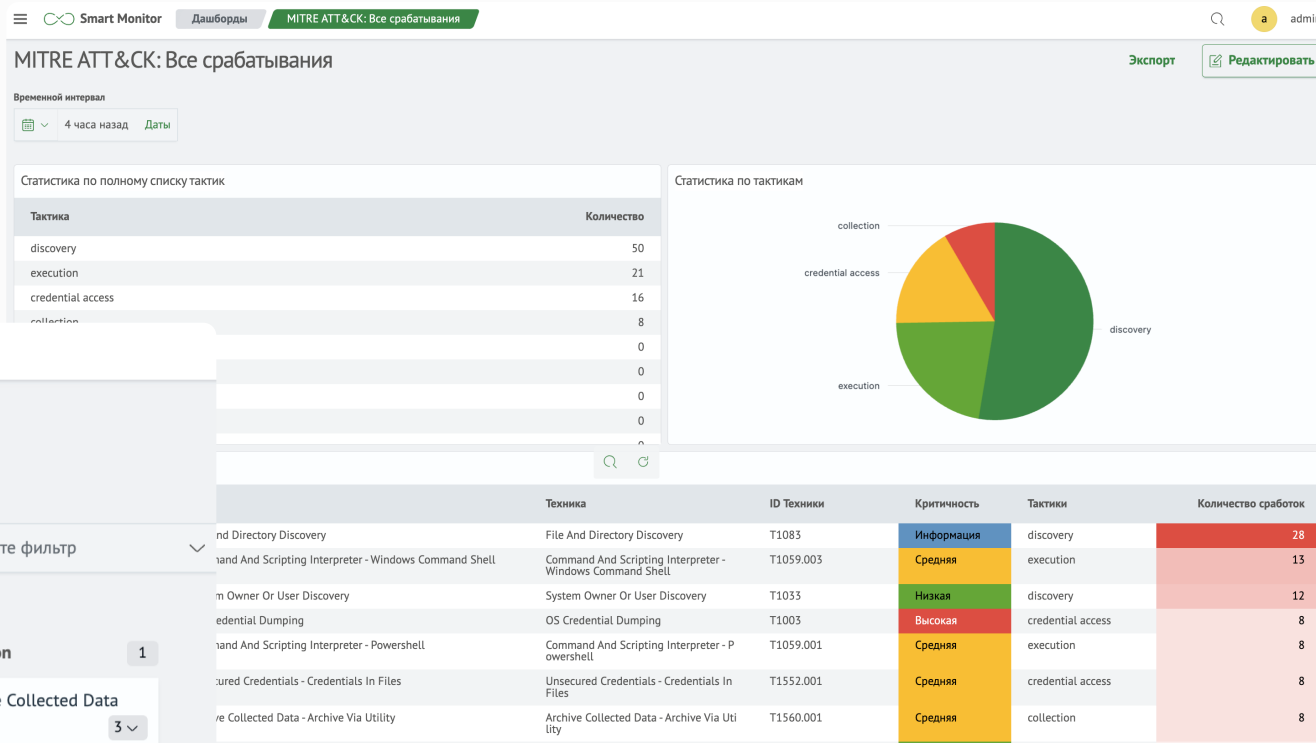 Smart Monitor Дашборды MITRE ATT&CK: Все срабатывания a
MITRE ATT&CK: Все срабатывания
Экспорт Редактировать
Временной интервал
4 часа назад Даты
Статистика по полному списку тактик
Тактика Количество
discovery 50
execution 21
credential access 16
collection 8
0
0
0
0
Статистика по тактикам
collection
credential access
discovery
execution
Техника ID Техники Критичность Тактики Количество сработок
nd Directory Discovery File And Directory Discovery T1083 Информация discovery 28
mand And Scripting Interpreter - Windows Command Shell Command And Scripting Interpreter - T1059.003 Средняя execution 13
Windows Command Shell
m Owner Or User Discovery System Owner Or User Discovery T1033 Низкая discovery 12
edential Dumping OS Credential Dumping T1003 Высокая credential access 8
mand And Scripting Interpreter - Powershell Command And Scripting Interpreter - P T1059.001 Средняя execution 8
owershell
cured Credentials - Credentials In Files Unsecured Credentials - Credentials In T1552.001 Средняя credential access 8
Files
ve Collected Data - Archive Via Utility Archive Collected Data - Archive Via Uti T1560.001 Средняя collection 8
lity
те фильтр
on 1
e Collected Data
3